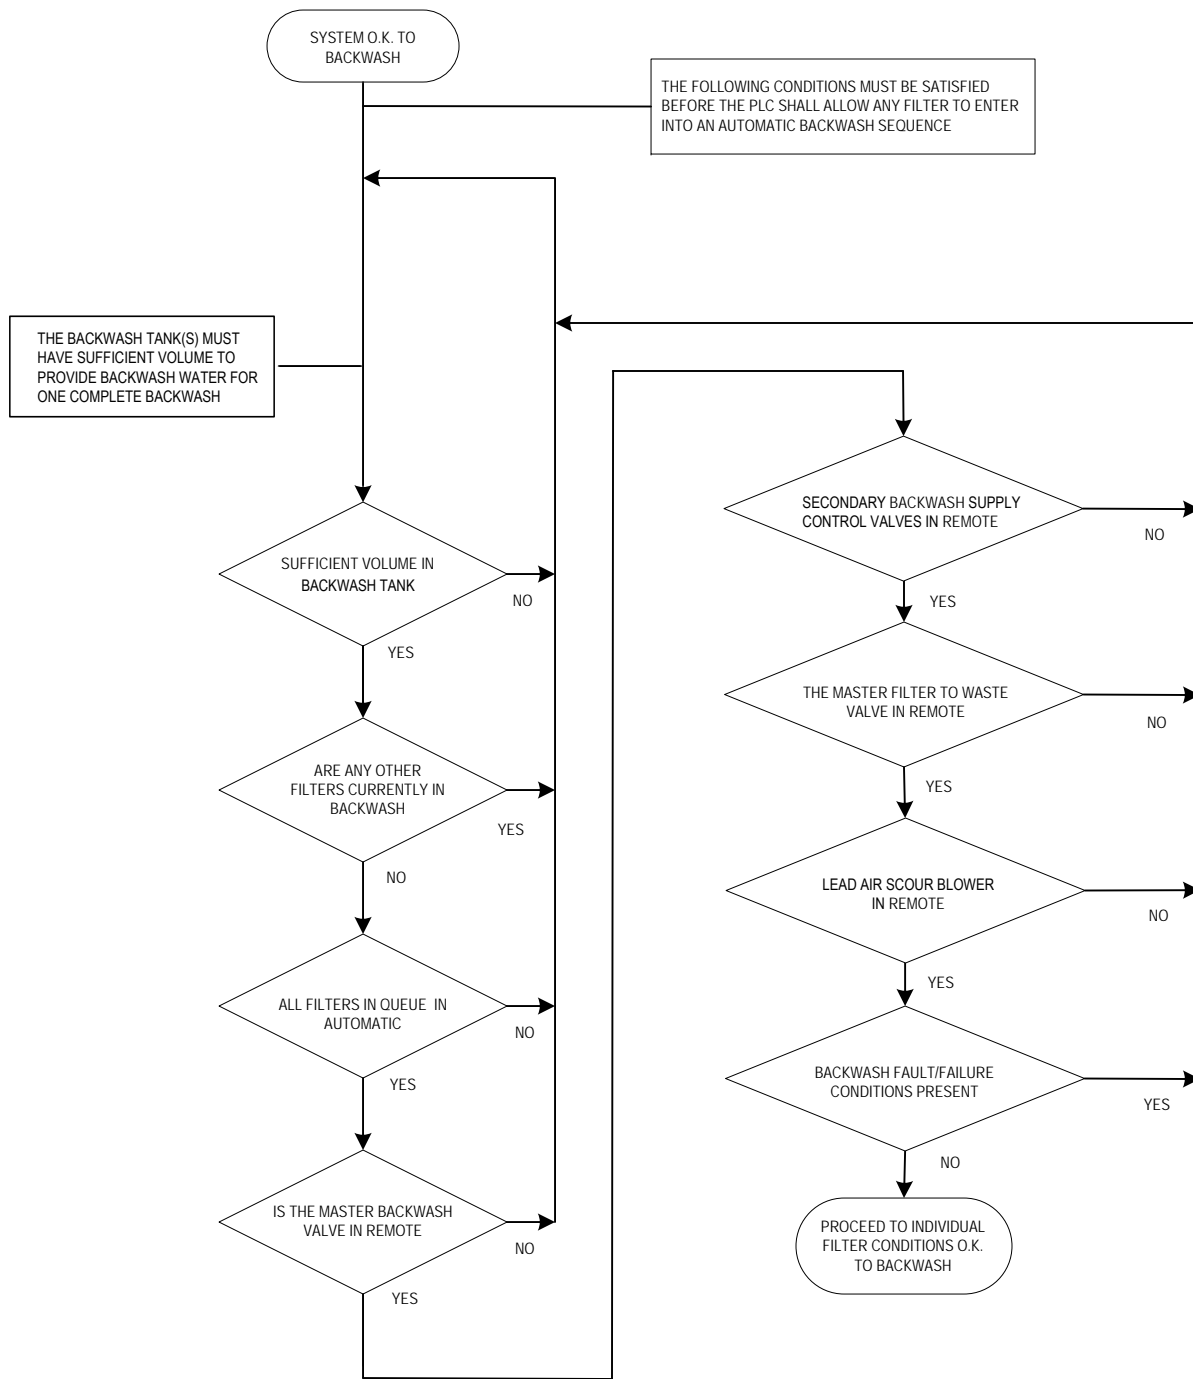 SYSTEM O.K. TO
BACKWASH
THE FOLLOWING CONDITIONS MUST BE SATISFIED
BEFORE THE PLC SHALL ALLOW ANY FILTER TO ENTER
INTO AN AUTOMATIC BACKWASH SEQUENCE
THE BACKWASH TANK(S) MUST
HAVE SUFFICIENT VOLUME TO
PROVIDE BACKWASH WATER FOR
ONE COMPLETE BACKWASH
SUFFICIENT VOLUME IN
BACKWASH TANK
NO
YES
ARE ANY OTHER
FILTERS CURRENTLY IN
BACKWASH
YES
NO
ALL FILTERS IN QUEUE IN
AUTOMATIC
NO
YES
IS THE MASTER BACKWASH
VALVE IN REMOTE
NO
YES
SECONDARY BACKWASH SUPPLY
CONTROL VALVES IN REMOTE
NO
YES
THE MASTER FILTER TO WASTE
VALVE IN REMOTE
NO
YES
LEAD AIR SCOUR BLOWER
IN REMOTE
NO
YES
BACKWASH FAULT/FAILURE
CONDITIONS PRESENT
YES
NO
PROCEED TO INDIVIDUAL
FILTER CONDITIONS O.K.
TO BACKWASH